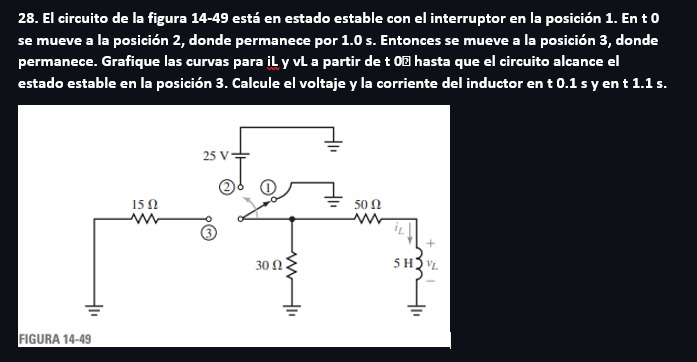 28. El circuito de la figura 14-49 está en estado estable con el interruptor en la posición 1. En t 0
se mueve a la posición 2, donde permanece por 1.0 s. Entonces se mueve a la posición 3, donde
permanece. Grafique las curvas para iL y vL a partir de t 0 hasta que el circuito alcance el
estado estable en la posición 3. Calcule el voltaje y la corriente del inductor en t 0.1 s y en t 1.1 s.
25 V
2 1
15 Ω
50 Ω
3
iL
+
30 Ω
5 H vL
−
FIGURA 14-49